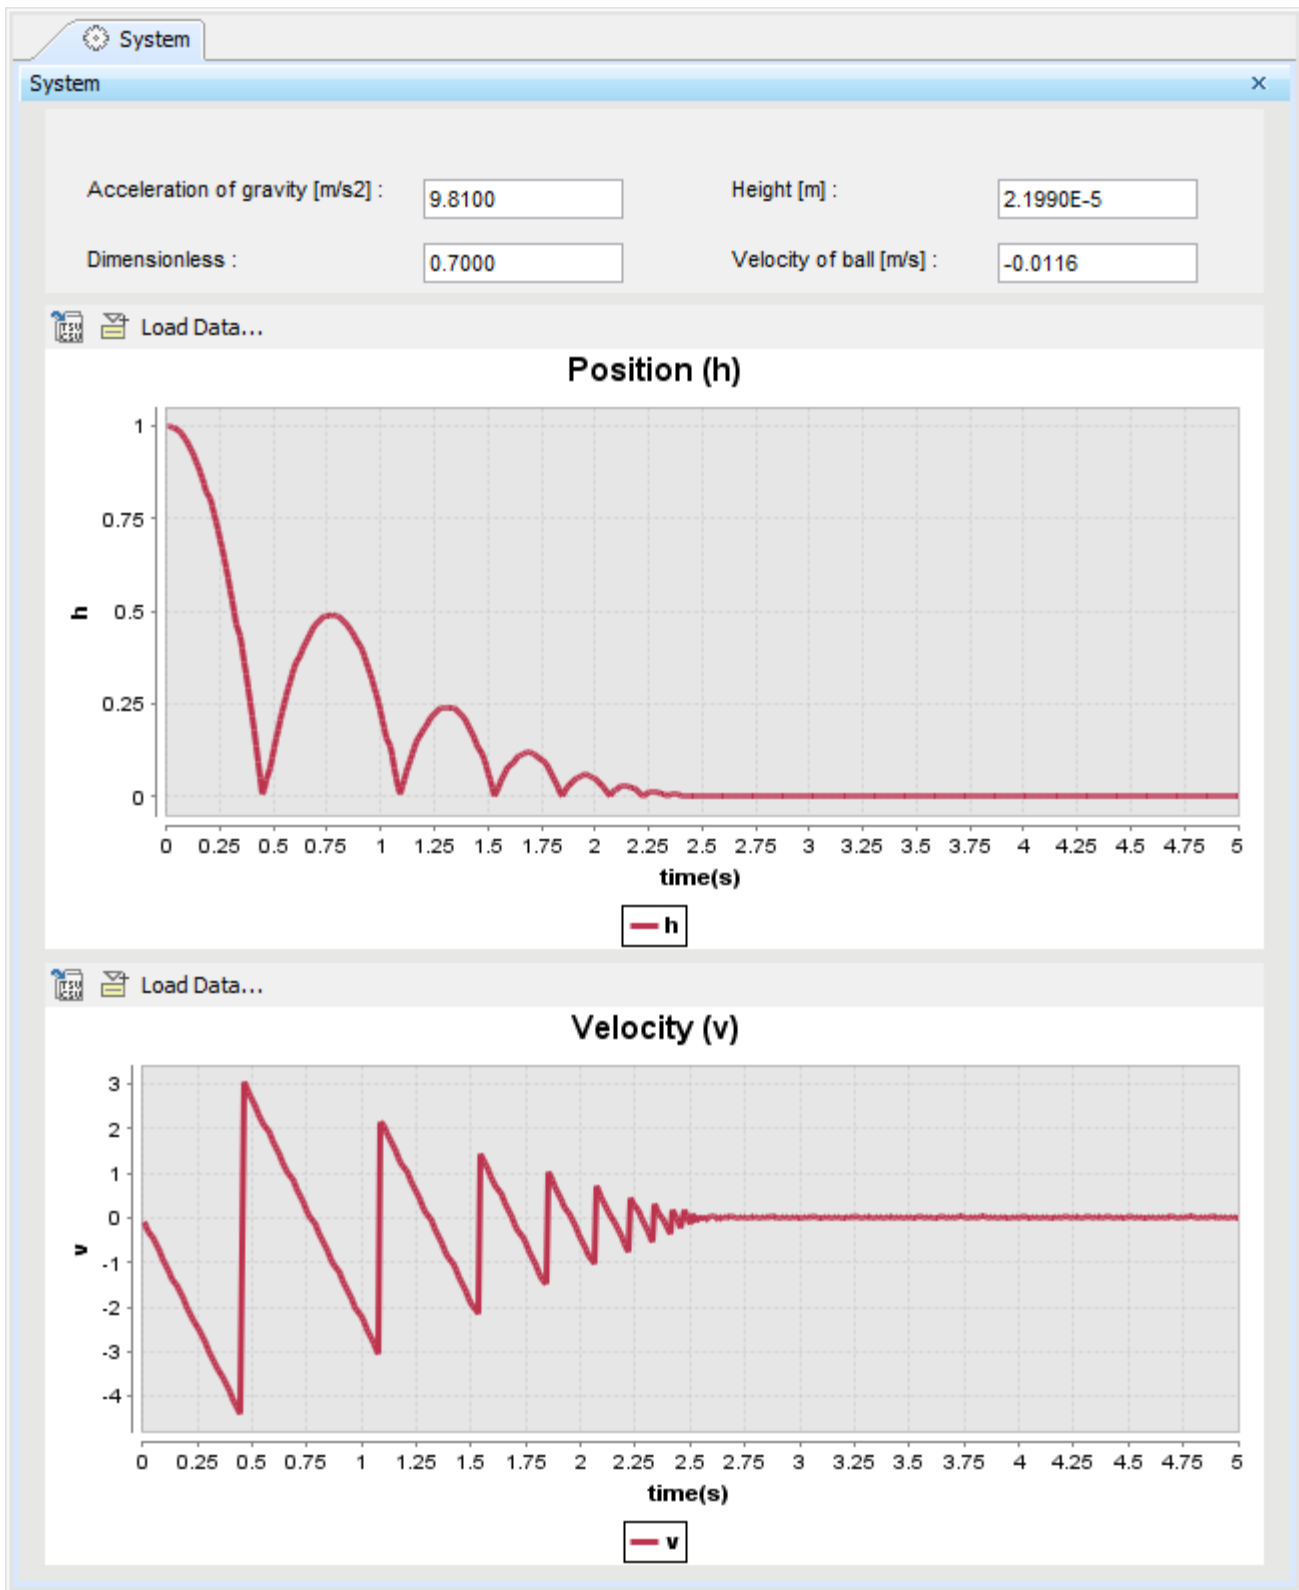 System
System
Acceleration of gravity [m/s2] : 9.8100 Height [m] : 2.1990E-5
Dimensionless : 0.7000 Velocity of ball [m/s] : -0.0116
TSV CSV Load Data...
Position (h)
1
0.75
0.5
0.25
0
h
0 0.25 0.5 0.75 1 1.25 1.5 1.75 2 2.25 2.5 2.75 3 3.25 3.5 3.75 4 4.25 4.5 4.75 5
time(s)
h
TSV CSV Load Data...
Velocity (v)
3
2
1
0
-1
-2
-3
-4
v
0 0.25 0.5 0.75 1 1.25 1.5 1.75 2 2.25 2.5 2.75 3 3.25 3.5 3.75 4 4.25 4.5 4.75 5
time(s)
v